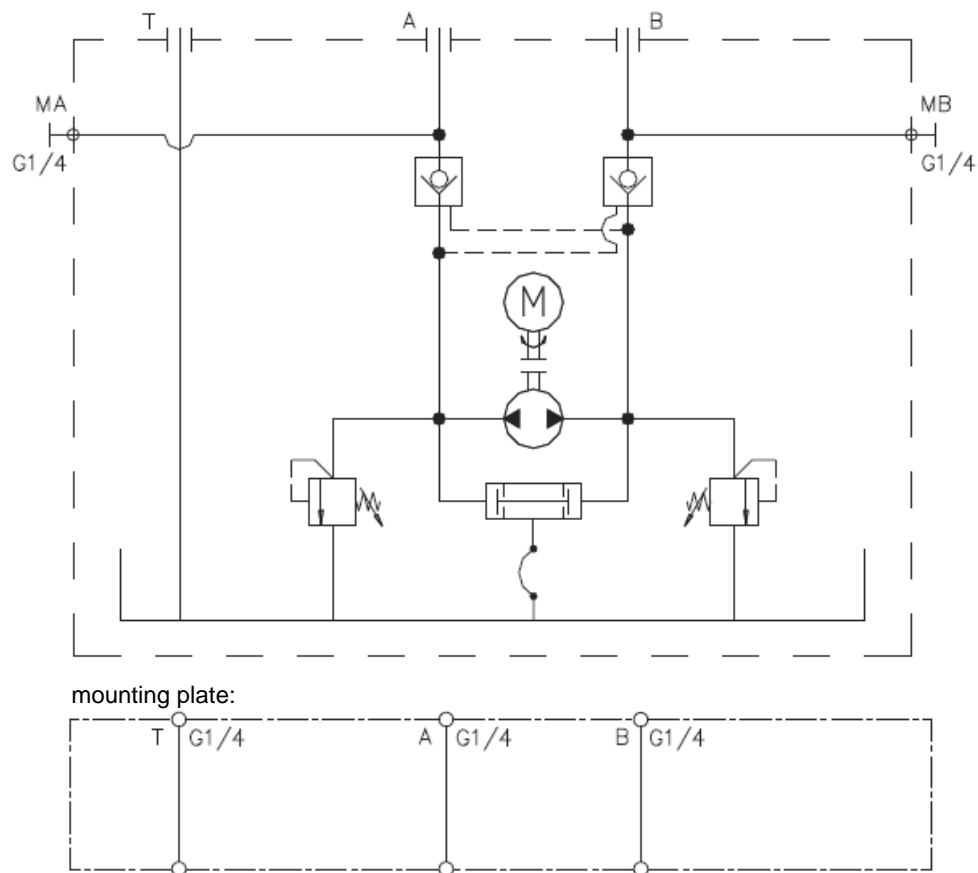 T A B
MA MB
G1/4 G1/4
M
mounting plate:
T G1/4 A G1/4 B G1/4